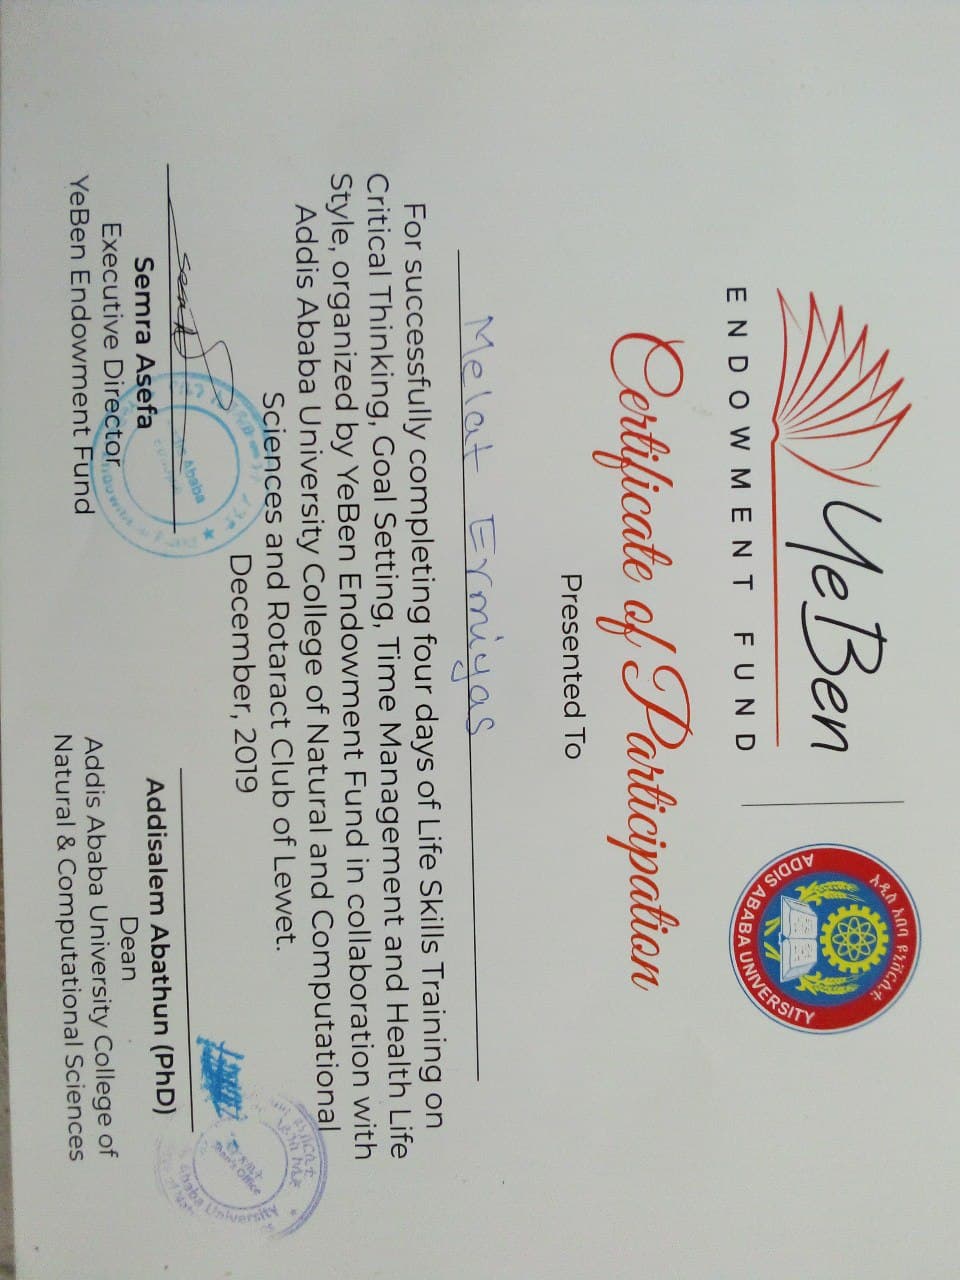 YeBen
ENDOWMENT FUND
አዲስ አበባ ዩኒቨርሲቲ
ADDIS ABABA UNIVERSITY
Certificate of Participation
Presented To
Melat Ermiyas
For successfully completing four days of Life Skills Training on
Critical Thinking, Goal Setting, Time Management and Health Life
Style, organized by YeBen Endowment Fund in collaboration with
Addis Ababa University College of Natural and Computational
Sciences and Rotaract Club of Lewet.
December, 2019
Semra Asefa
Executive Director
YeBen Endowment Fund
Addis Ababa
Addisalem Abathun (PhD)
Dean
Addis Ababa University College of
Natural & Computational Sciences
Dean's Office